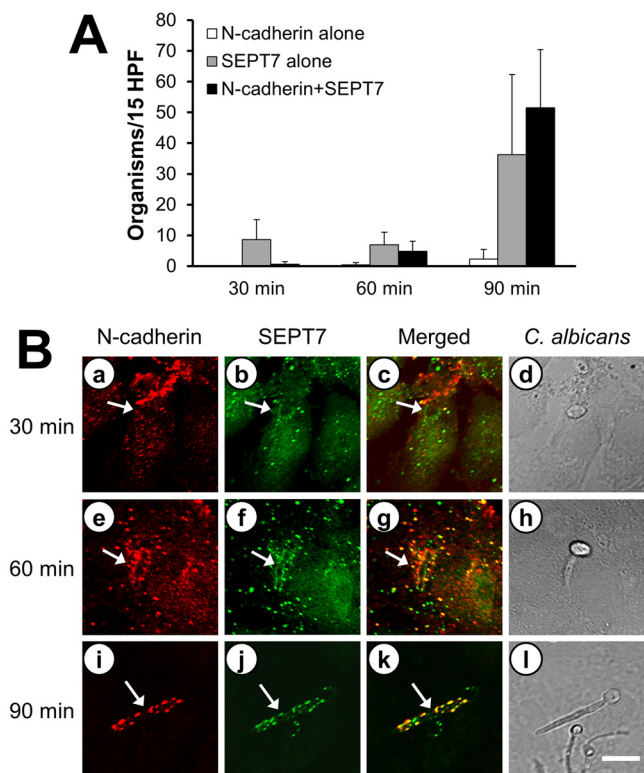 A
N-cadherin alone
SEPT7 alone
N-cadherin+SEPT7
Organisms/15 HPF
80
70
60
50
40
30
20
10
0
30 min
60 min
90 min
B
N-cadherin
SEPT7
Merged
C. albicans
30 min
a
b
c
d
60 min
e
f
g
h
90 min
i
j
k
l